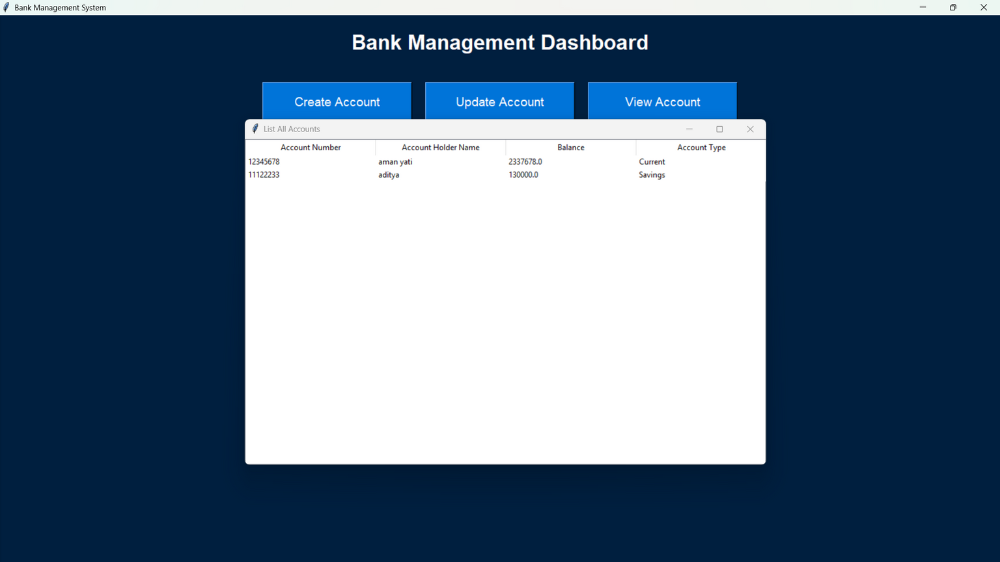 Bank Management System
Bank Management Dashboard
Create Account Update Account View Account
List All Accounts
Account Number Account Holder Name Balance Account Type
12345678 aman yati 2337678.0 Current
11122233 aditya 130000.0 Savings